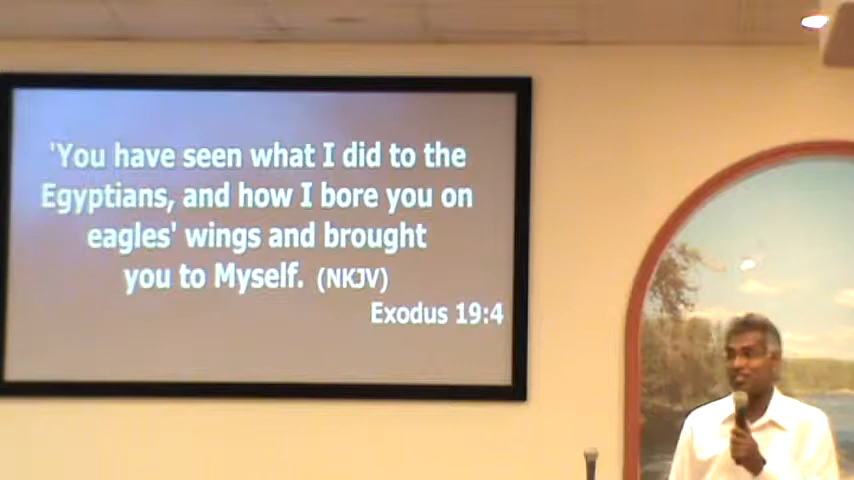 'You have seen what I did to the
Egyptians, and how I bore you on
eagles' wings and brought
you to Myself. (NKJV)
Exodus 19:4